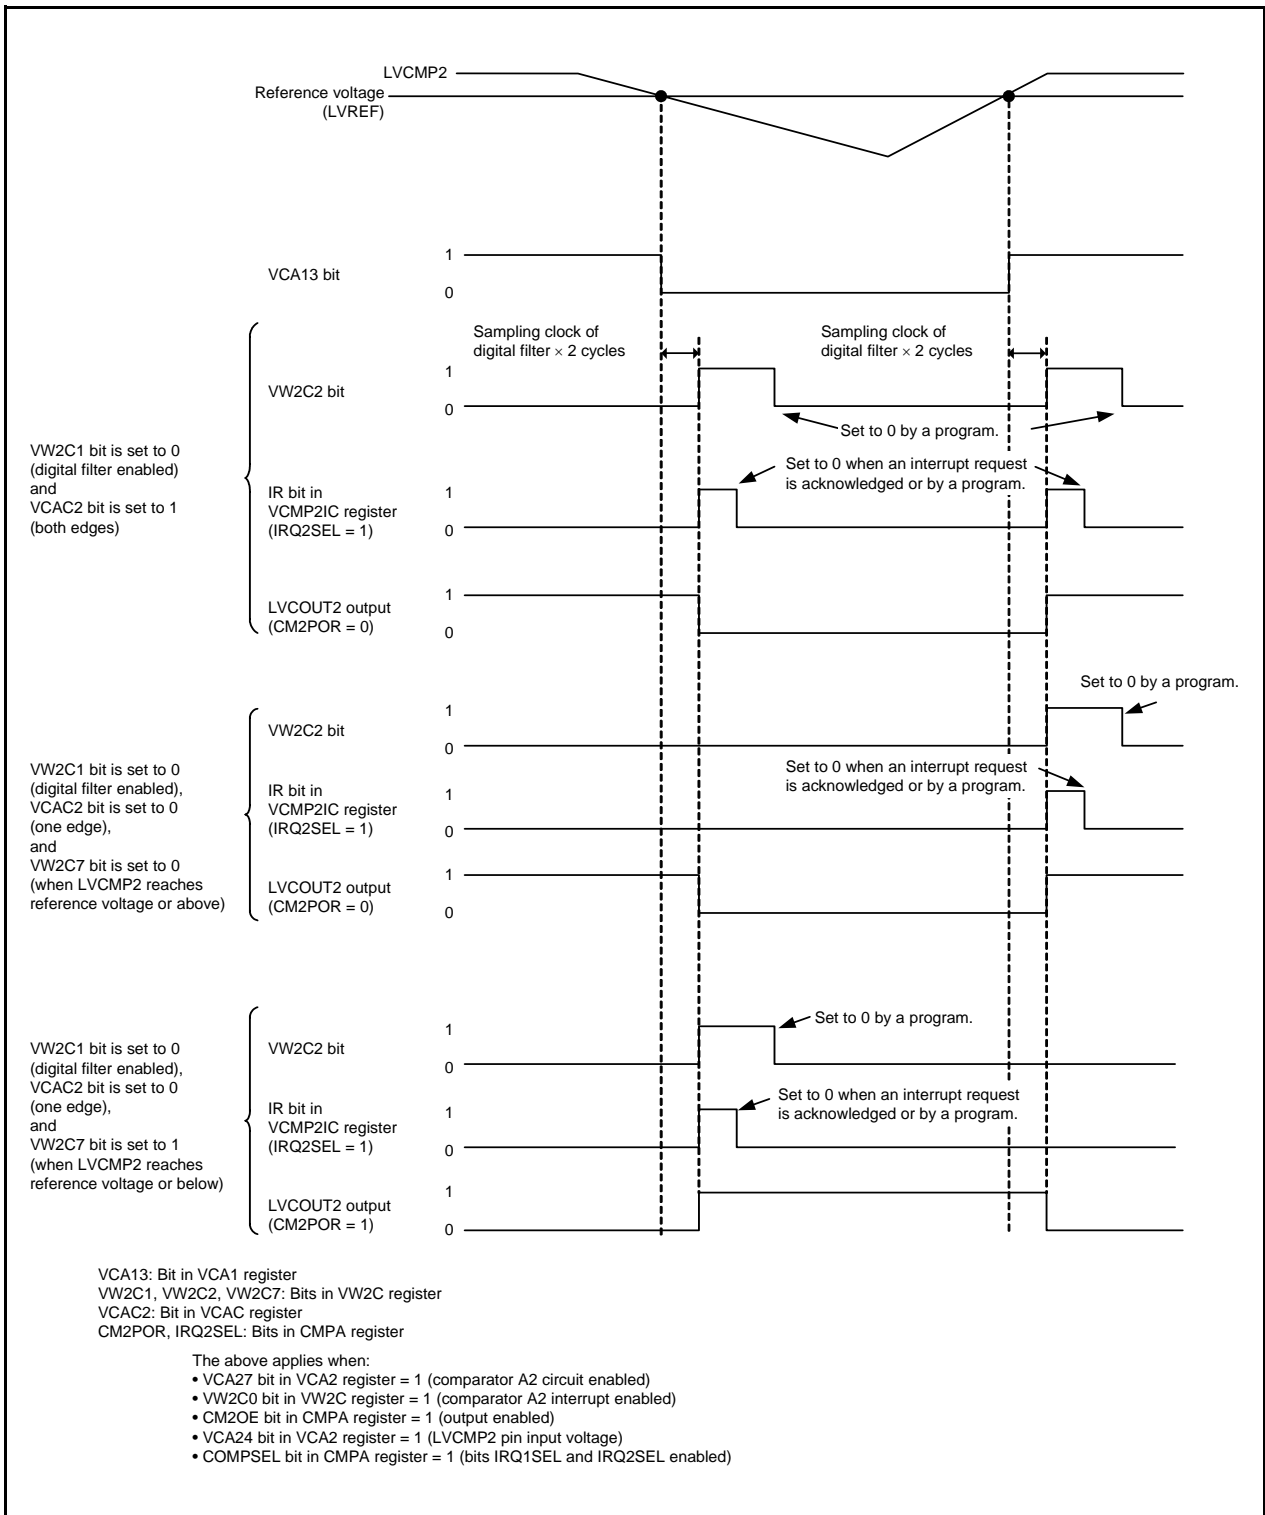 LVCMP2
Reference voltage
(LVREF)
VCA13 bit
1
0
Sampling clock of
digital filter × 2 cycles
Sampling clock of
digital filter × 2 cycles
VW2C1 bit is set to 0
(digital filter enabled)
and
VCAC2 bit is set to 1
(both edges)
VW2C2 bit
1
0
Set to 0 by a program.
IR bit in
VCMP2IC register
(IRQ2SEL = 1)
1
0
Set to 0 when an interrupt request
is acknowledged or by a program.
LVCOUT2 output
(CM2POR = 0)
1
0
VW2C1 bit is set to 0
(digital filter enabled),
VCAC2 bit is set to 0
(one edge),
and
VW2C7 bit is set to 0
(when LVCMP2 reaches
reference voltage or above)
VW2C2 bit
1
0
Set to 0 by a program.
IR bit in
VCMP2IC register
(IRQ2SEL = 1)
1
0
Set to 0 when an interrupt request
is acknowledged or by a program.
LVCOUT2 output
(CM2POR = 0)
1
0
VW2C1 bit is set to 0
(digital filter enabled),
VCAC2 bit is set to 0
(one edge),
and
VW2C7 bit is set to 1
(when LVCMP2 reaches
reference voltage or below)
VW2C2 bit
1
0
Set to 0 by a program.
IR bit in
VCMP2IC register
(IRQ2SEL = 1)
1
0
Set to 0 when an interrupt request
is acknowledged or by a program.
LVCOUT2 output
(CM2POR = 1)
1
0
VCA13: Bit in VCA1 register
VW2C1, VW2C2, VW2C7: Bits in VW2C register
VCAC2: Bit in VCAC register
CM2POR, IRQ2SEL: Bits in CMPA register
The above applies when:
• VCA27 bit in VCA2 register = 1 (comparator A2 circuit enabled)
• VW2C0 bit in VW2C register = 1 (comparator A2 interrupt enabled)
• CM2OE bit in CMPA register = 1 (output enabled)
• VCA24 bit in VCA2 register = 1 (LVCMP2 pin input voltage)
• COMPSEL bit in CMPA register = 1 (bits IRQ1SEL and IRQ2SEL enabled)